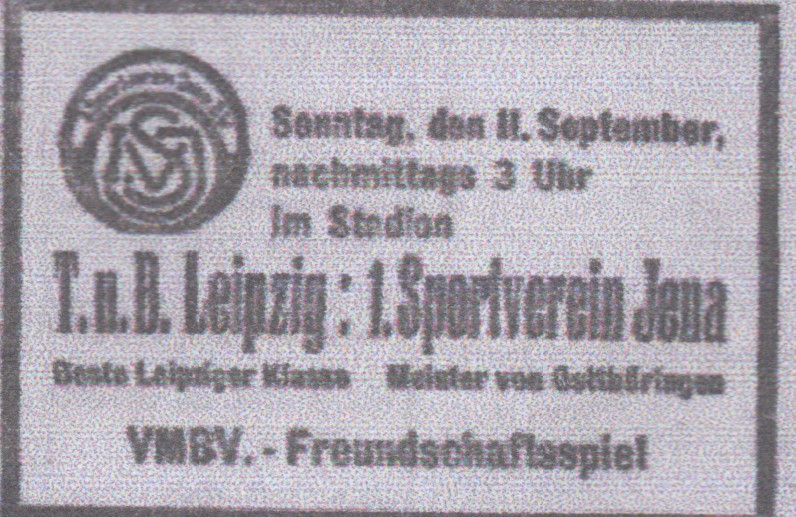 Sonntag, den 11. September,
nachmittags 3 Uhr
im Stadion
T.u.B. Leipzig : 1. Sportverein Jena
Beste Leipziger Klasse Meister von Ostthüringen
VMBV. - Freundschaftsspiel